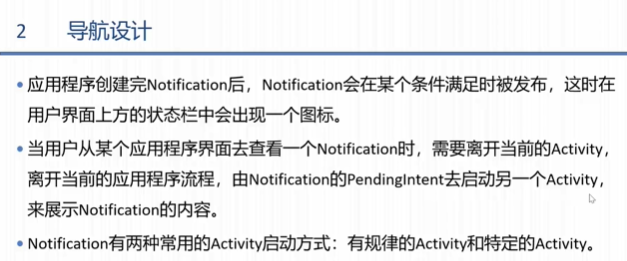 2 导航设计
•应用程序创建完Notification后，Notification会在某个条件满足时被发布，这时在
用户界面上方的状态栏中会出现一个图标。
•当用户从某个应用程序界面去查看一个Notification时，需要离开当前的Activity，
离开当前的应用程序流程，由Notification的PendingIntent去启动另一个Activity，
来展示Notification的内容。
•Notification有两种常用的Activity启动方式：有规律的Activity和特定的Activity。